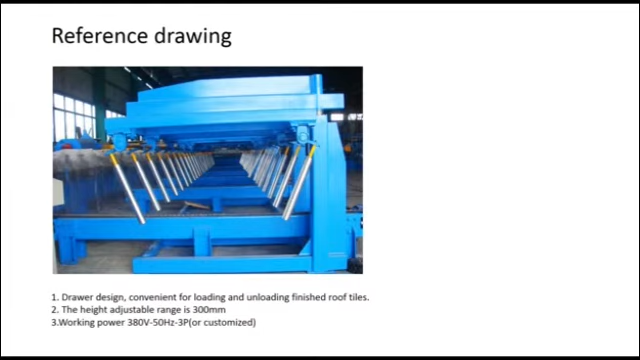 Reference drawing
1. Drawer design, convenient for loading and unloading finished roof tiles.
2. The height adjustable range is 300mm
3.Working power 380V-50Hz-3P(or customized)